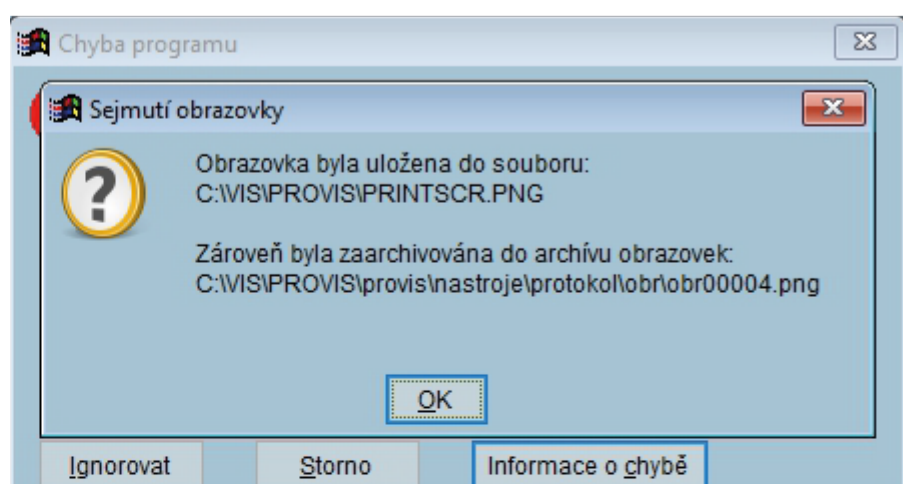 Chyba programu
Sejmutí obrazovky
?
Obrazovka byla uložena do souboru:
C:\VIS\PROVIS\PRINTSCR.PNG
Zároveň byla zaarchivována do archívu obrazovek:
C:\VIS\PROVIS\provis\nastroje\protokol\obr\obr00004.png
OK
Ignorovat Storno Informace o chybě